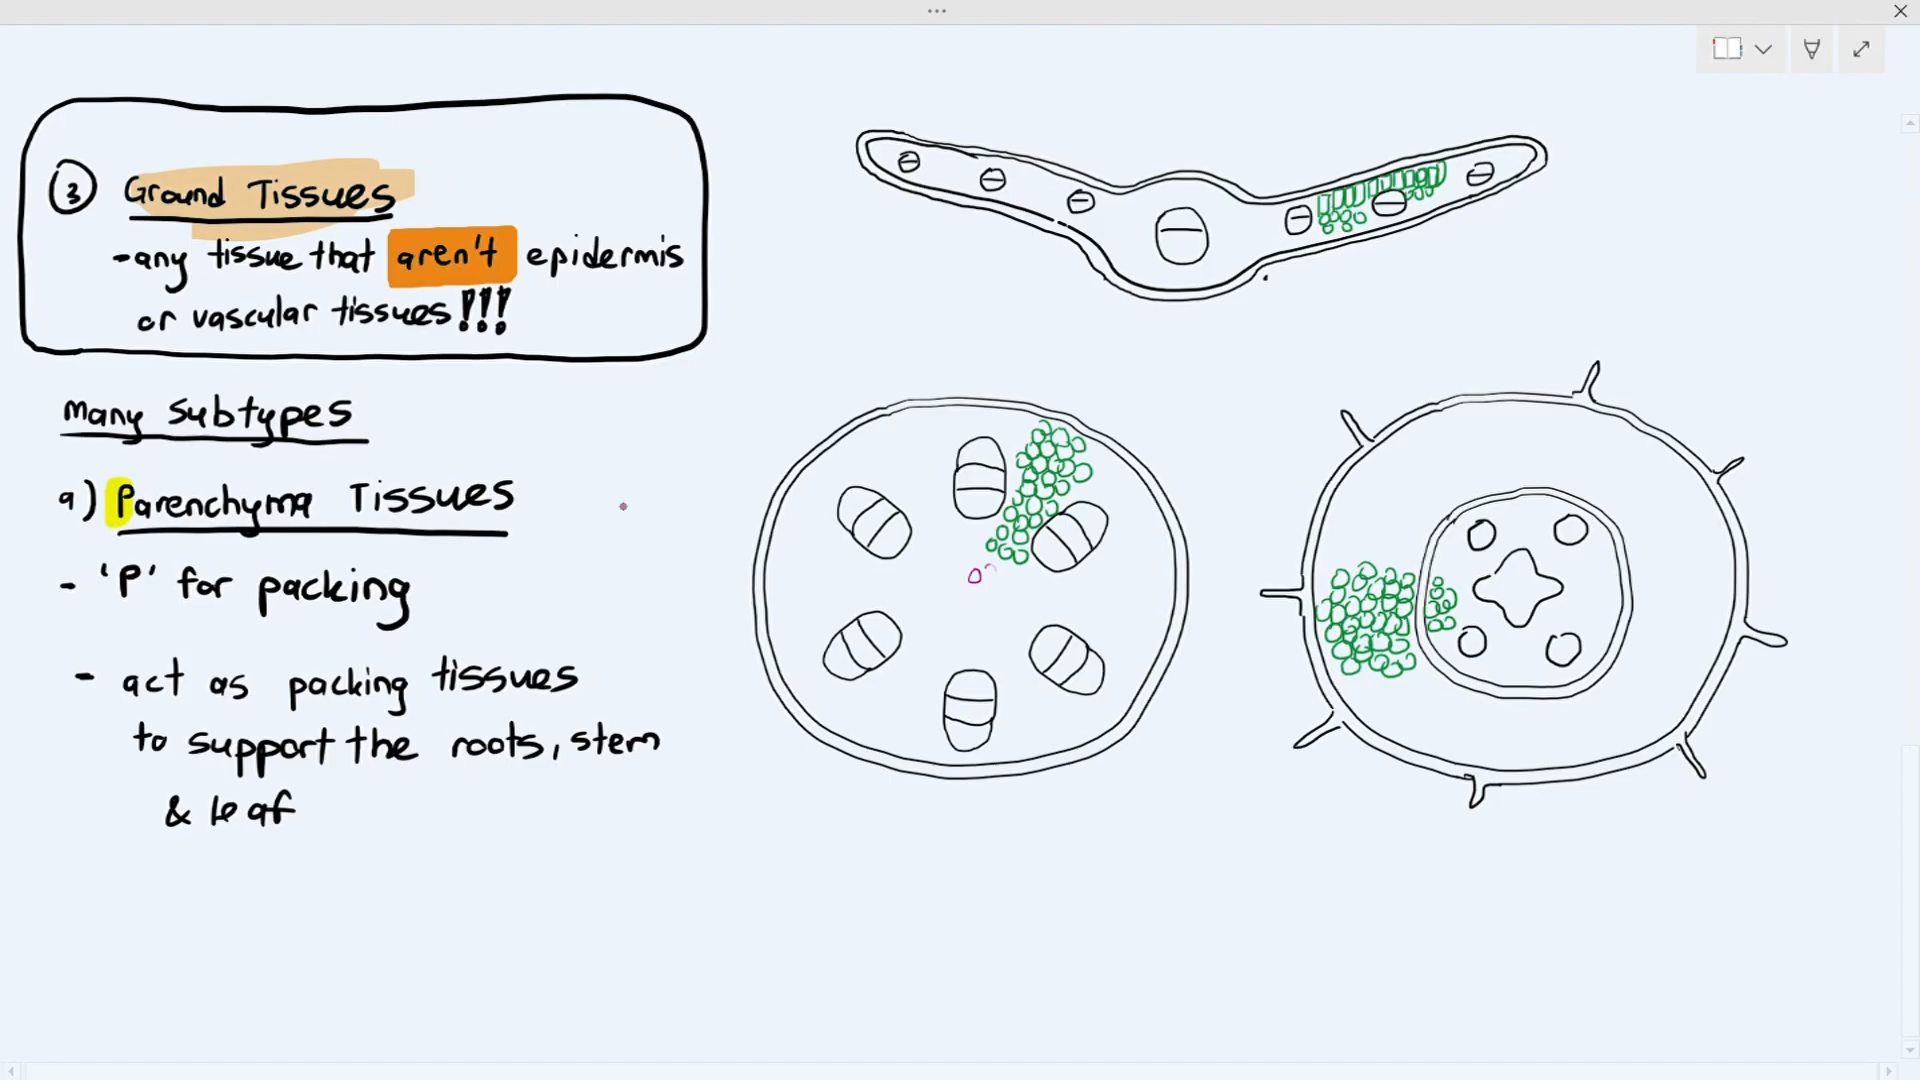 3 Ground Tissues
-any tissue that aren't epidermis
or vascular tissues!!!
Many Subtypes
a) Parenchyma Tissues
- 'P' for packing
- act as packing tissues
to support the roots, stem
& leaf